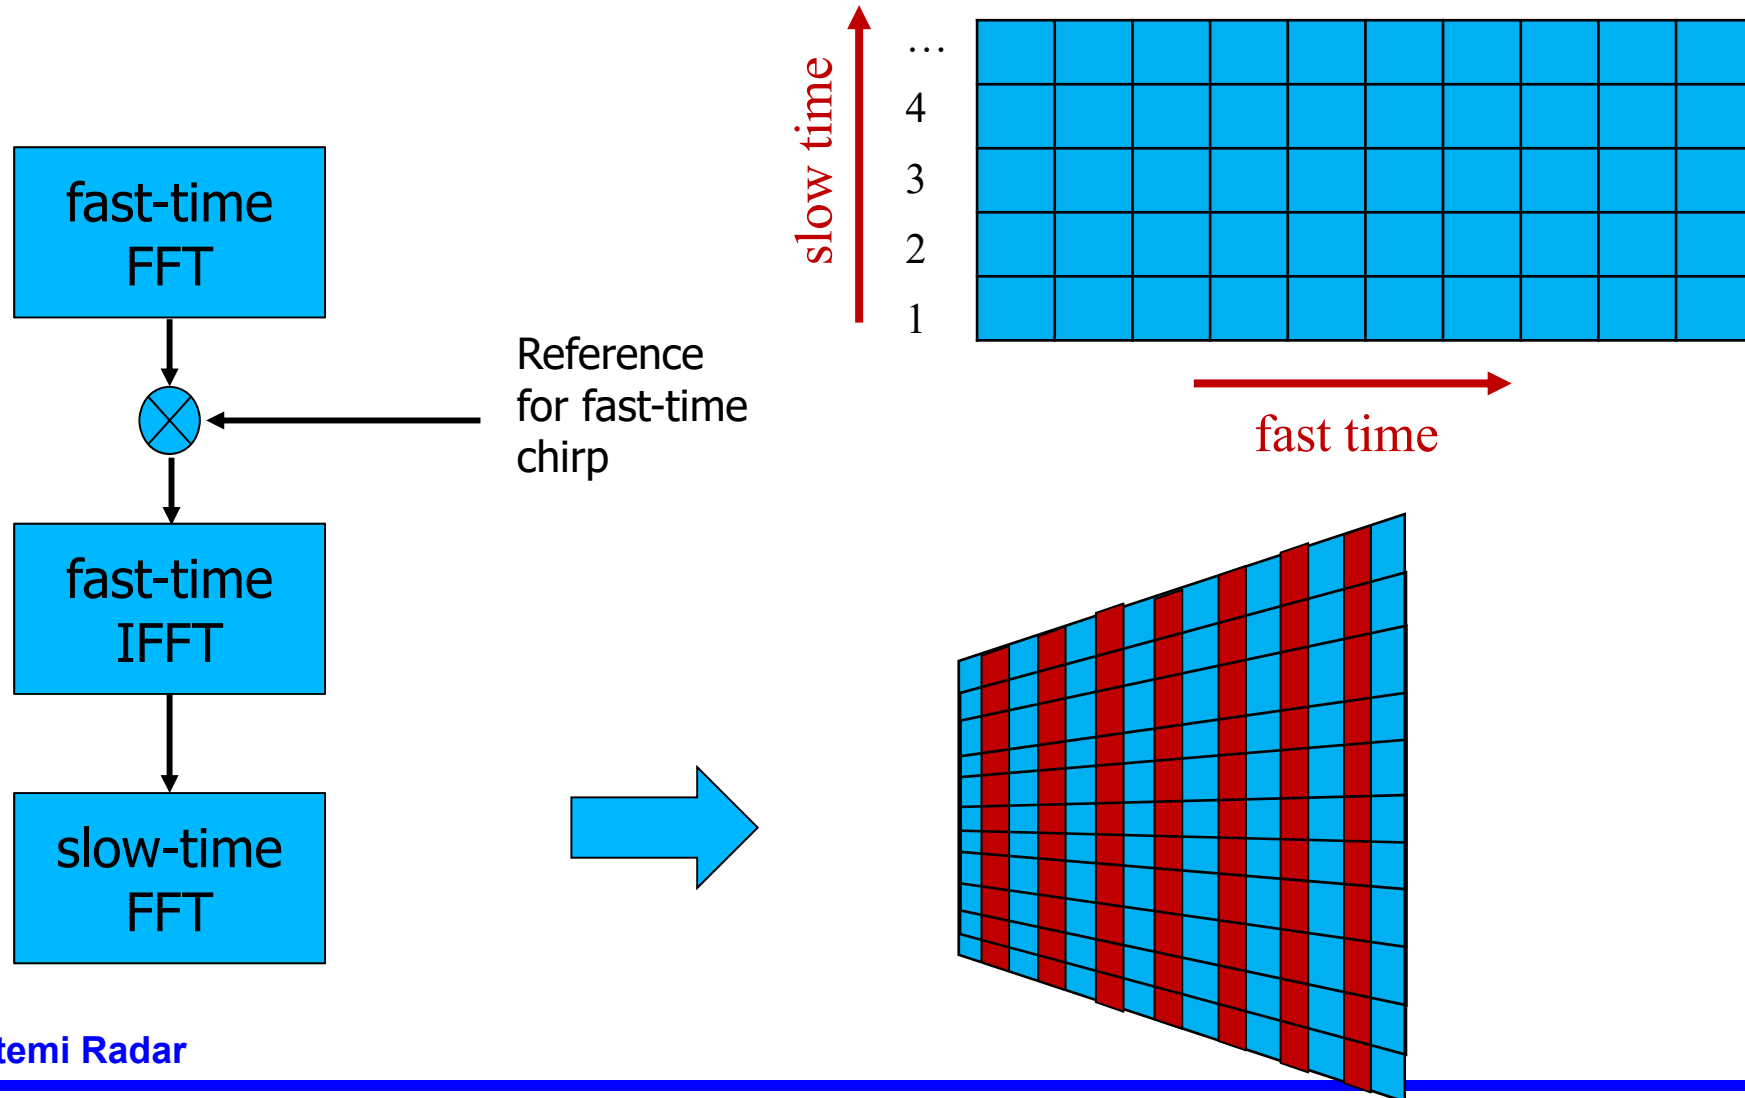 fast-time
FFT
Reference
for fast-time
chirp
fast-time
IFFT
slow-time
FFT
slow time
…
4
3
2
1
fast time
temi Radar